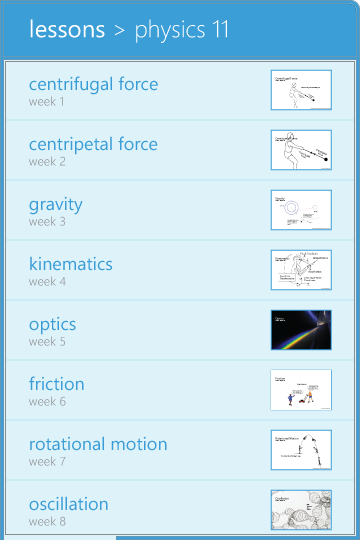 lessons > physics 11
centrifugal force
week 1
centripetal force
week 2
gravity
week 3
kinematics
week 4
optics
week 5
friction
week 6
rotational motion
week 7
oscillation
week 8